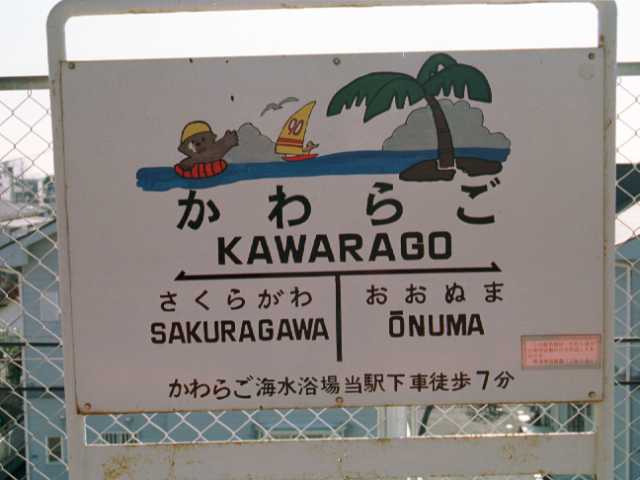 90
かわらご
KAWARAGO
さくらがわ おおぬま
SAKURAGAWA ŌNUMA
かわらご海水浴場当駅下車徒歩7分